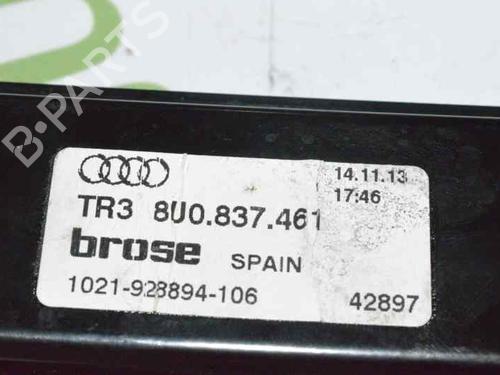 B-PARTS
14.11.13
17:46
TR3 8U0.837.461
brose SPAIN
1021-928894-106 42897